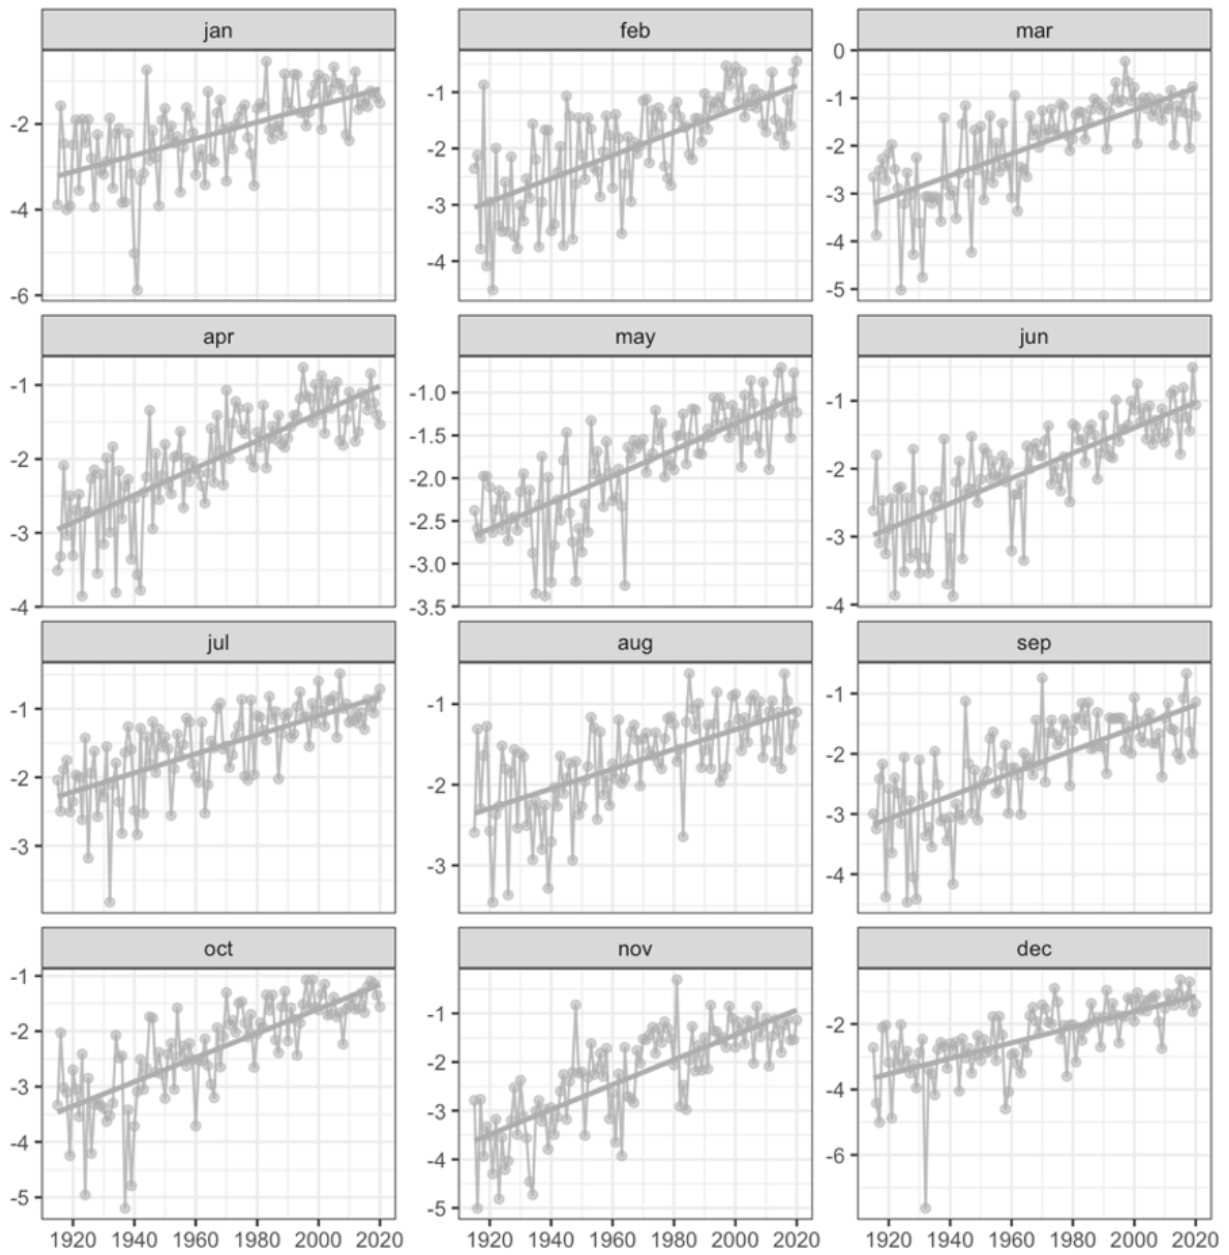 jan feb mar
0
-1 -1
-2 -2 -2
-3 -3
-4 -4 -4
-6 -5
apr may jun
-1 -1.0 -1
-1.5
-2 -2.0 -2
-2.5
-3 -3.0 -3
-4 -3.5 -4
jul aug sep
-1 -1 -1
-2 -2 -2
-3 -3 -3
-4
oct nov dec
-1 -1
-2 -2 -2
-3 -3
-4 -4 -4
-5 -5 -6
1920 1940 1960 1980 2000 2020 1920 1940 1960 1980 2000 2020 1920 1940 1960 1980 2000 2020